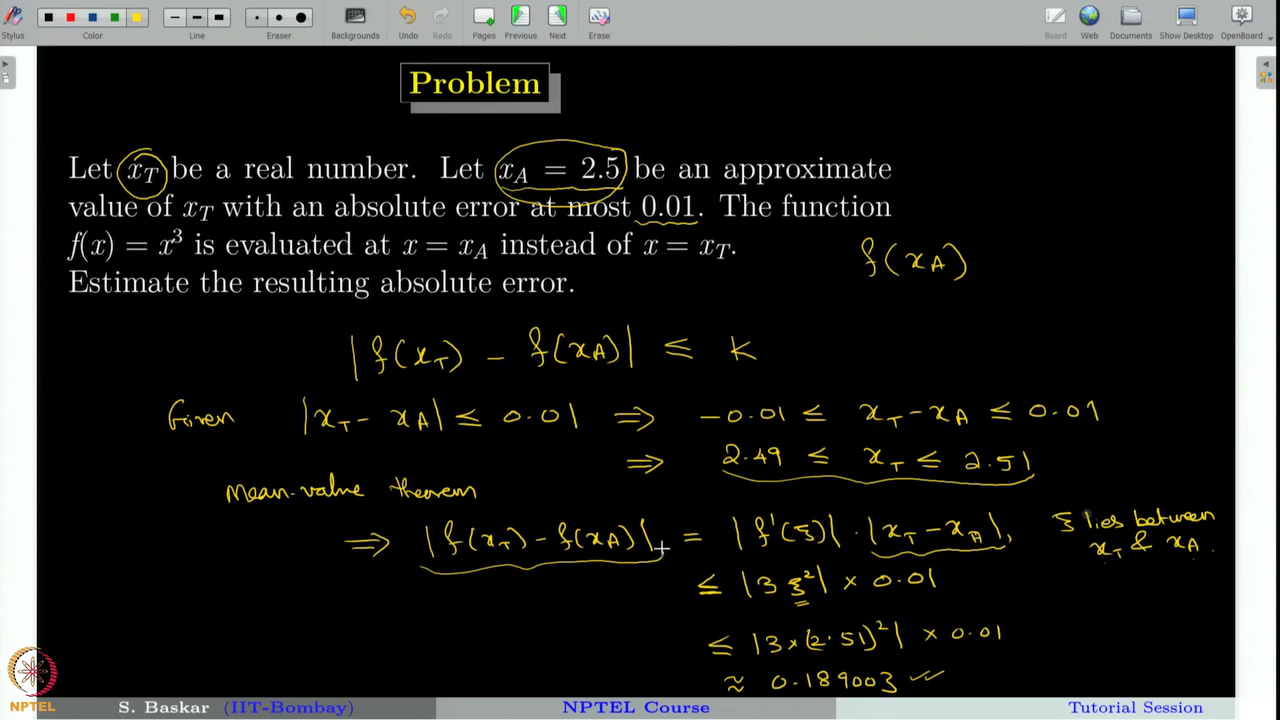 Stylus Color Line Eraser Backgrounds Undo Redo Pages Previous Next Erase Board Web Documents Show Desktop OpenBoard
Problem
Let x_T be a real number. Let x_A = 2.5 be an approximate
value of x_T with an absolute error at most 0.01. The function
f(x) = x³ is evaluated at x = x_A instead of x = x_T.
f(x_A)
Estimate the resulting absolute error.
|f(x_T) - f(x_A)| ≤ K
Given |x_T - x_A| ≤ 0.01 ⇒ -0.01 ≤ x_T - x_A ≤ 0.01
⇒ 2.49 ≤ x_T ≤ 2.51
Mean-value theorem
⇒ |f(x_T) - f(x_A)| = |f'(ξ)| · |x_T - x_A|, ξ lies between
x_T & x_A.
≤ |3 ξ²| × 0.01
≤ |3 × (2.51)²| × 0.01
≈ 0.189003
NPTEL S. Baskar (IIT-Bombay) NPTEL Course Tutorial Session